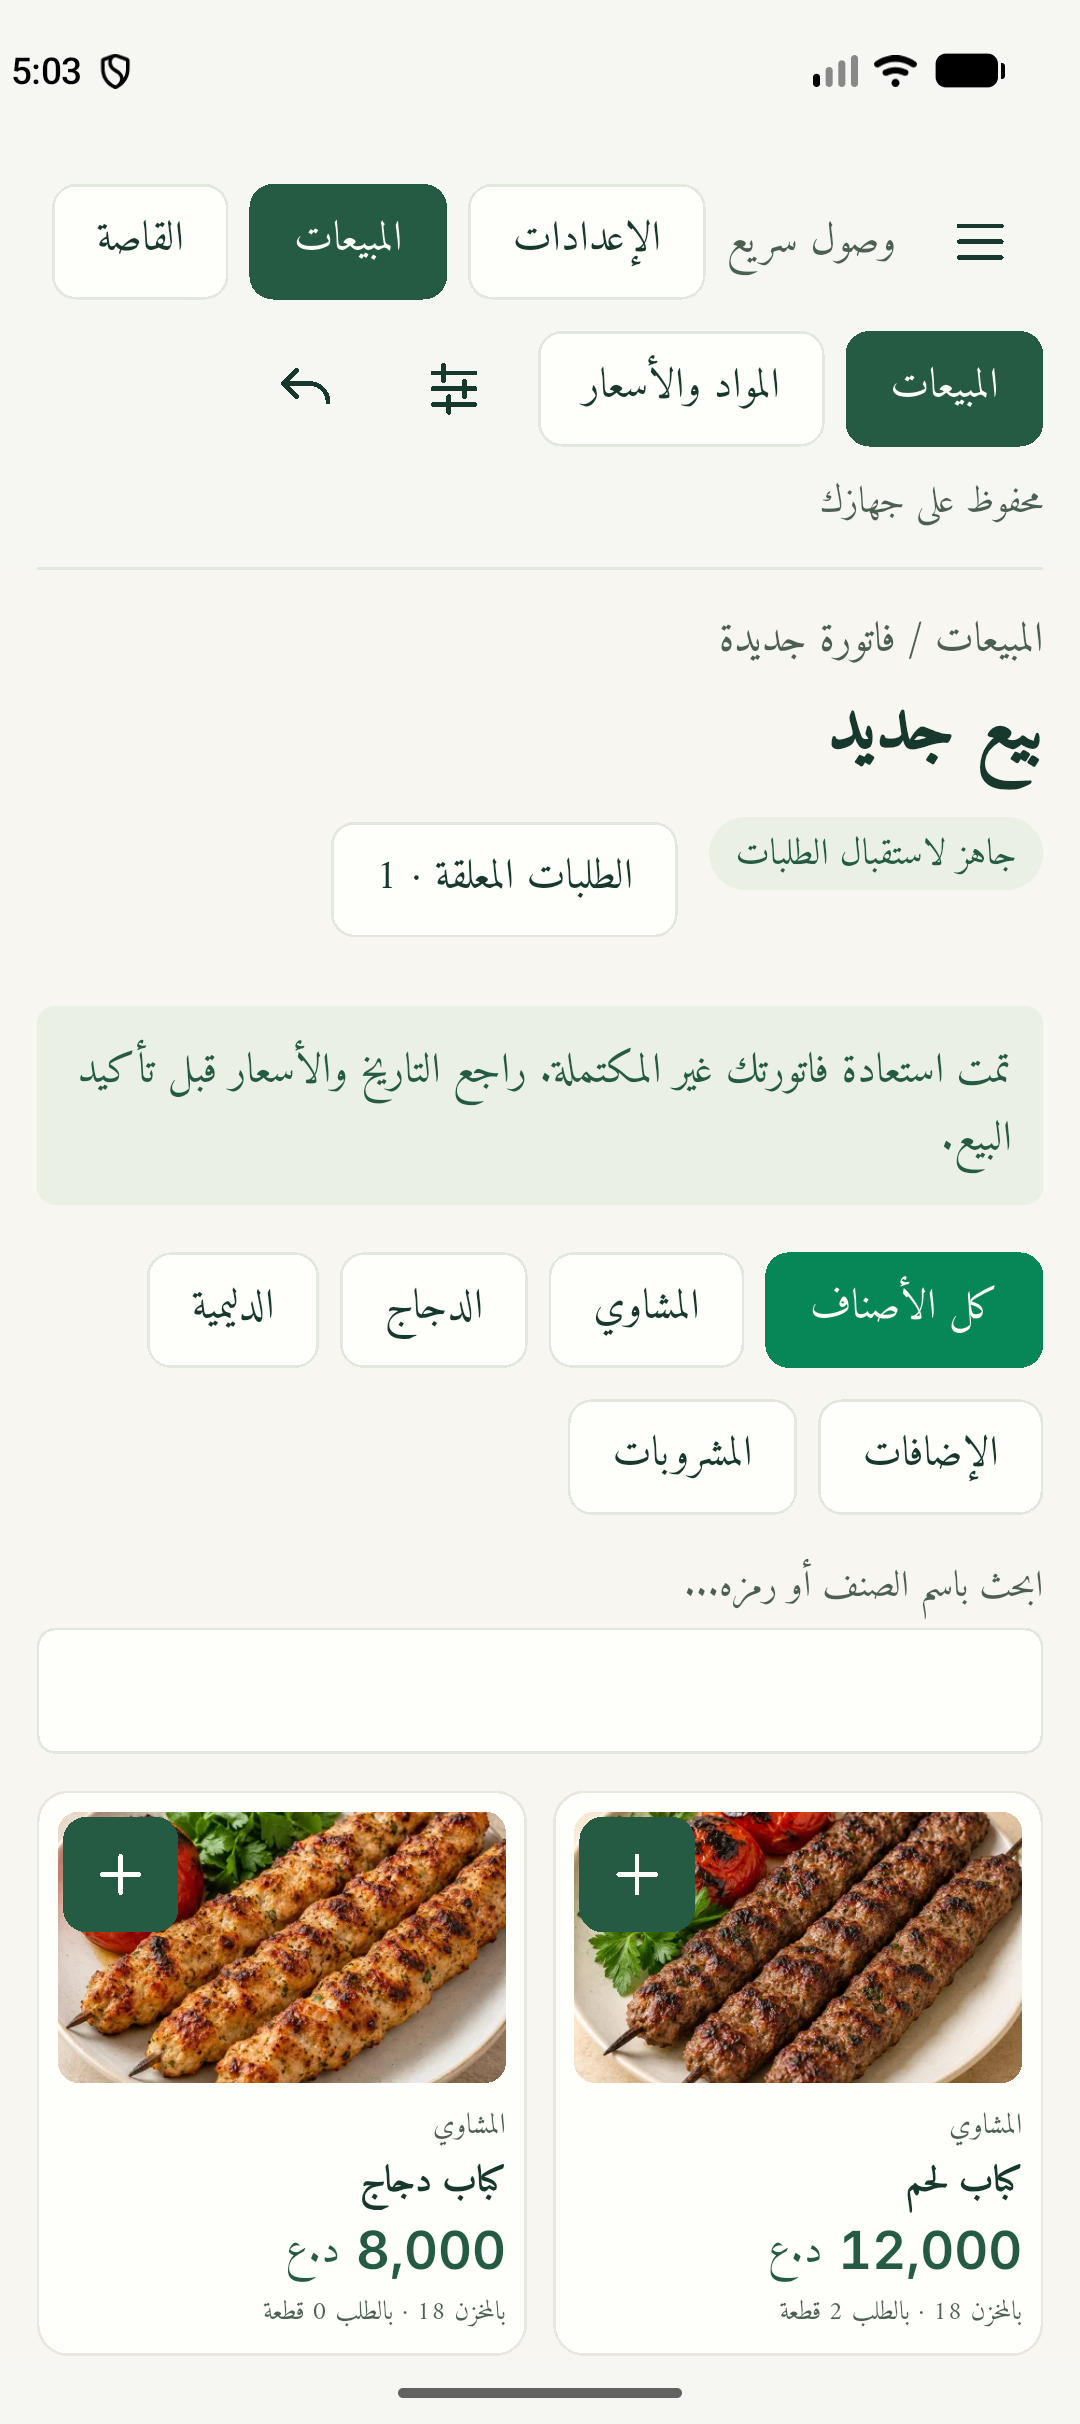 5:03
وصول سريع
الإعدادات
المبيعات
القاصة
المبيعات
المواد والأسعار
محفوظ على جهازك
المبيعات / فاتورة جديدة
بيع جديد
جاهز لاستقبال الطلبات
الطلبات المعلقة · 1
تمت استعادة فاتورتك غير المكتملة. راجع التاريخ والأسعار قبل تأكيد
البيع.
كل الأصناف
المشاوي
الدجاج
الدليمية
الإضافات
المشروبات
ابحث باسم الصنف أو رمزه...
المشاوي
كباب لحم
12,000 د.ع
بالمخزن 18 · بالطلب 2 قطعة
المشاوي
كباب دجاج
8,000 د.ع
بالمخزن 18 · بالطلب 0 قطعة